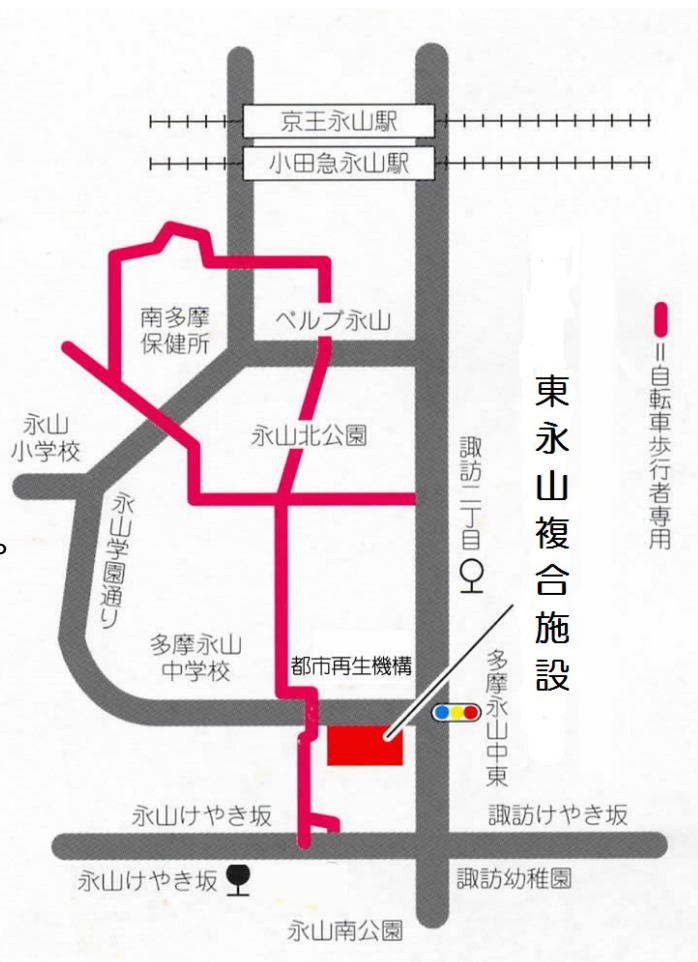 京王永山駅
小田急永山駅
南多摩
保健所
ベルブ永山
=自転車歩行者専用
東永山複合施設
永山
小学校
永山北公園
諏訪二丁目
永山学園通り
。
多摩永山
中学校
都市再生機構
多摩永山中東
永山けやき坂
諏訪けやき坂
永山けやき坂
諏訪幼稚園
永山南公園